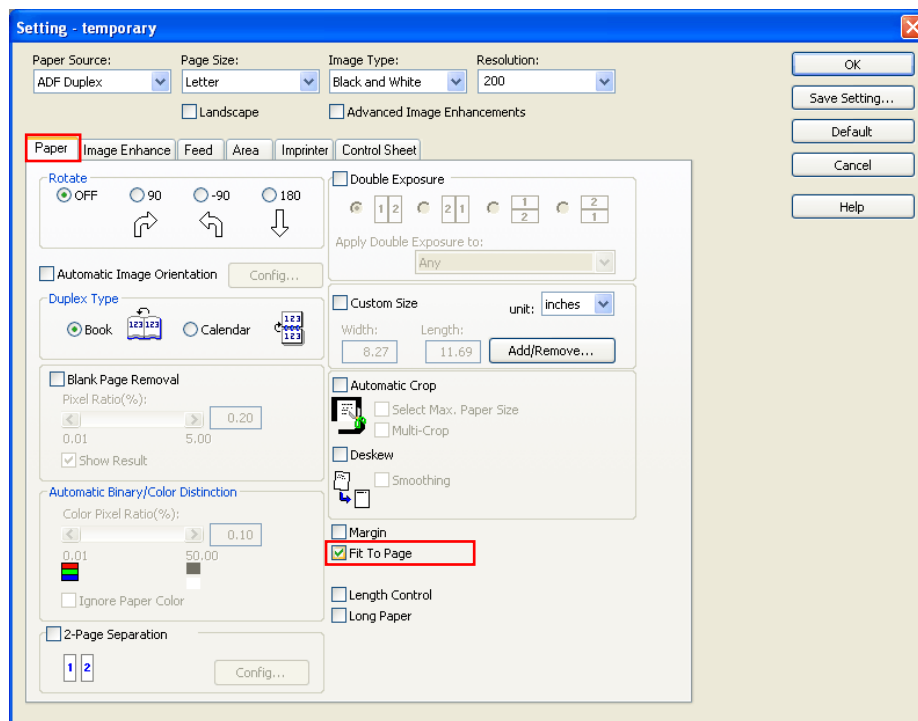 Setting - temporary
Paper Source:
Page Size:
Image Type:
Resolution:
ADF Duplex
Letter
Black and White
200
Landscape
Advanced Image Enhancements
OK
Save Setting...
Default
Cancel
Help
Paper
Image Enhance
Feed
Area
Imprinter
Control Sheet
Rotate
OFF
90
-90
180
Automatic Image Orientation
Config...
Duplex Type
Book
123 123
Calendar
123
123
Blank Page Removal
Pixel Ratio(%):
0.20
0.01
5.00
Show Result
Automatic Binary/Color Distinction
Color Pixel Ratio(%):
0.10
0.01
50.00
Ignore Paper Color
2-Page Separation
1 2
Config...
Double Exposure
1 2
2 1
1
2
2
1
Apply Double Exposure to:
Any
Custom Size
unit:
inches
Width:
Length:
8.27
11.69
Add/Remove...
Automatic Crop
Select Max. Paper Size
Multi-Crop
Deskew
Smoothing
Margin
Fit To Page
Length Control
Long Paper